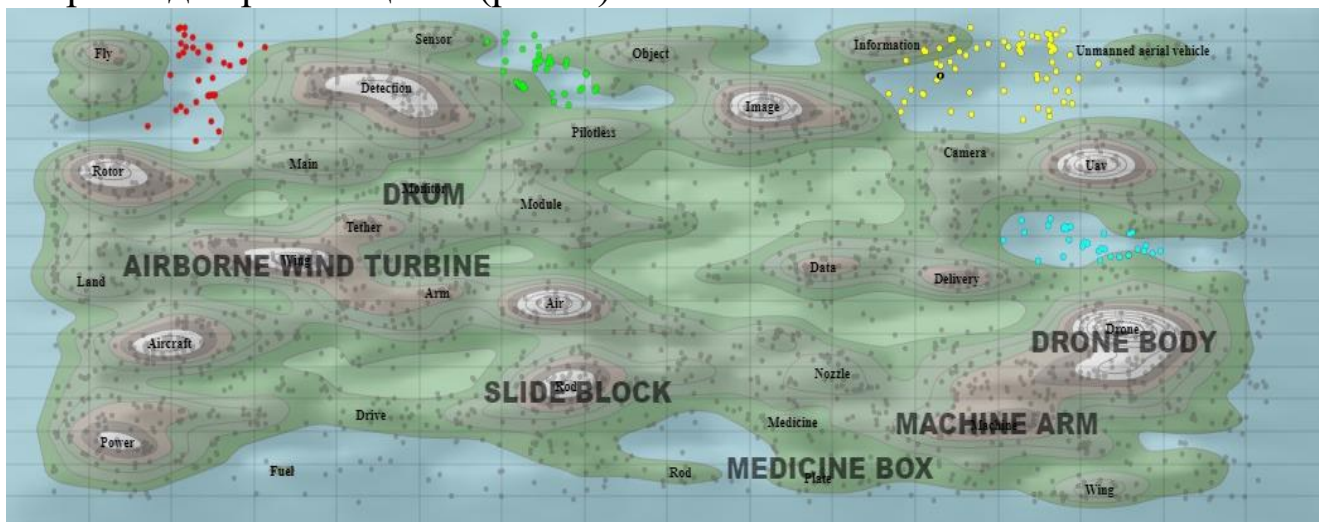 Fly
Sensor
Object
Information
Unmanned aerial vehicle
Detection
Image
Pilotless
Main
Camera
Uav
Rotor
Monitor
DRUM
Module
Tether
Wing
AIRBORNE WIND TURBINE
Data
Delivery
Land
Arm
Air
Aircraft
Drone
DRONE BODY
Nozzle
Rod
SLIDE BLOCK
Drive
Medicine
Machine
MACHINE ARM
Power
Fuel
Rod
MEDICINE BOX
Plate
Wing